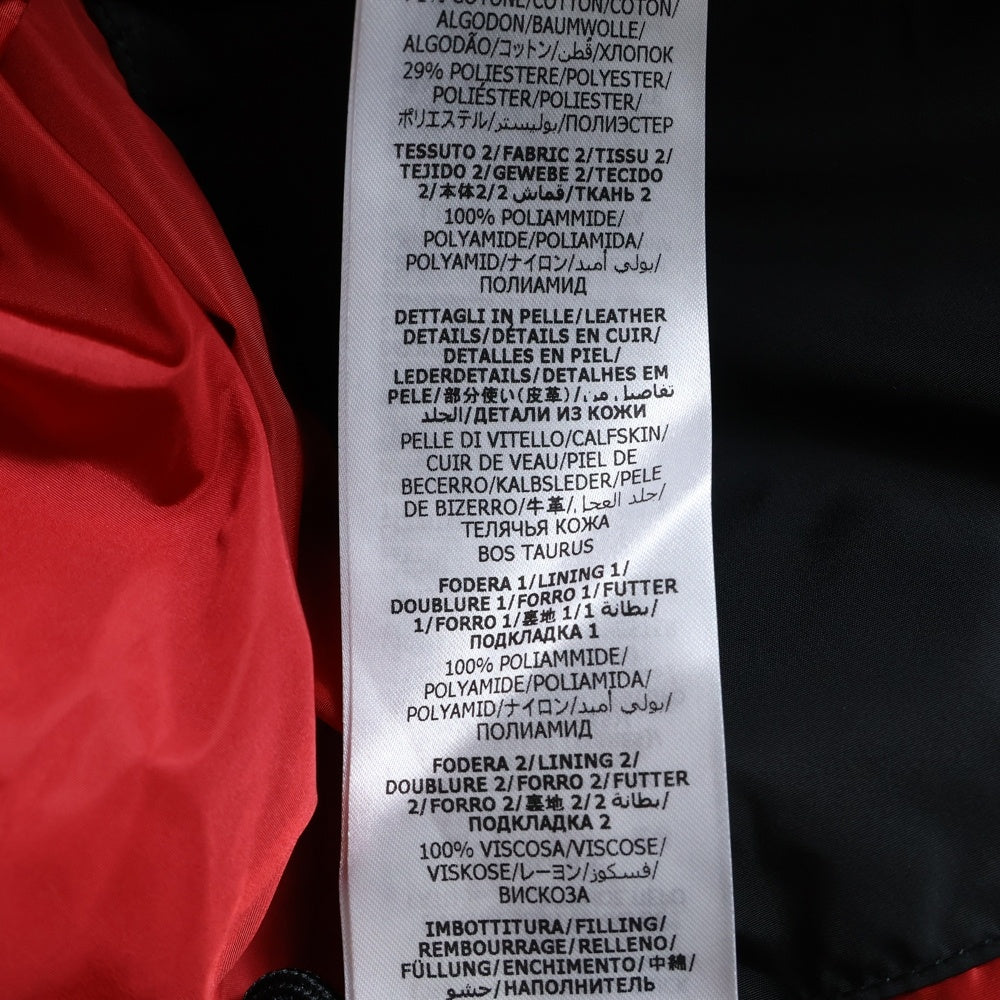 COTONE/COTTON/COTON/
ALGODON/BAUMWOLLE/
ALGODÃO/コットン/قطن/ХЛОПОК
29% POLIESTERE/POLYESTER/
POLIÉSTER/POLIESTER/
ポリエステル/بوليستر/ПОЛИЭСТЕР
TESSUTO 2/FABRIC 2/TISSU 2/
TEJIDO 2/GEWEBE 2/TECIDO
2/本体2/2 قماش/ТКАНЬ 2
100% POLIAMMIDE/
POLYAMIDE/POLIAMIDA/
POLYAMID/ナイロン/بولي أميد/
ПОЛИАМИД
DETTAGLI IN PELLE/LEATHER
DETAILS/DÉTAILS EN CUIR/
DETALLES EN PIEL/
LEDERDETAILS/DETALHES EM
PELE/部分使い(皮革)/تفاصيل من
الجلد/ДЕТАЛИ ИЗ КОЖИ
PELLE DI VITELLO/CALFSKIN/
CUIR DE VEAU/PIEL DE
BECERRO/KALBSLEDER/PELE
DE BIZERRO/牛革/جلد العجل/
ТЕЛЯЧЬЯ КОЖА
BOS TAURUS
FODERA 1/LINING 1/
DOUBLURE 1/FORRO 1/FUTTER
1/FORRO 1/裏地 1/1 بطانة/
ПОДКЛАДКА 1
100% POLIAMMIDE/
POLYAMIDE/POLIAMIDA/
POLYAMID/ナイロン/بولي أميد/
ПОЛИАМИД
FODERA 2/LINING 2/
DOUBLURE 2/FORRO 2/FUTTER
2/FORRO 2/裏地 2/2 بطانة/
ПОДКЛАДКА 2
100% VISCOSA/VISCOSE/
VISKOSE/レーヨン/فسكوز/
ВИСКОЗА
IMBOTTITURA/FILLING/
REMBOURRAGE/RELLENO/
FÜLLUNG/ENCHIMENTO/中綿/
حشو/НАПОЛНИТЕЛЬ